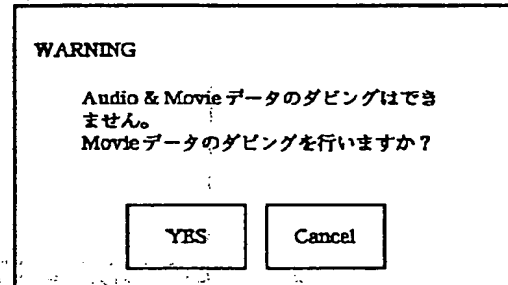 WARNING
Audio & Movie データのダビングはでき
ません。
Movie データのダビングを行いますか？
YES
Cancel